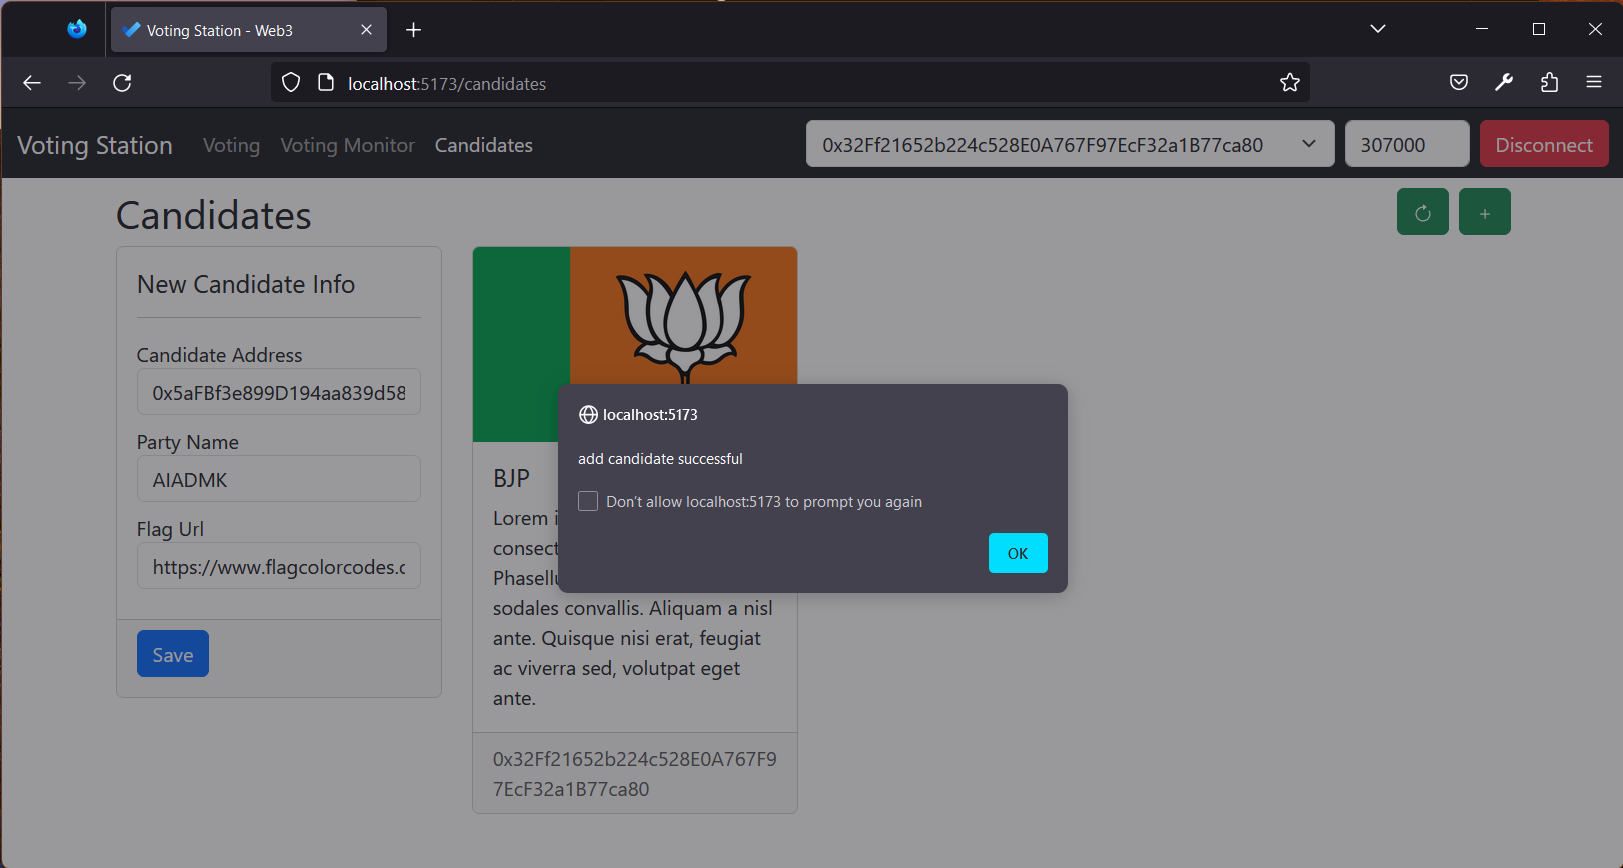 Voting Station - Web3
localhost:5173/candidates
Voting Station
Voting
Voting Monitor
Candidates
0x32Ff21652b224c528E0A767F97EcF32a1B77ca80
307000
Disconnect
Candidates
+
New Candidate Info
Candidate Address
0x5aFBf3e899D194aa839d58
Party Name
AIADMK
Flag Url
https://www.flagcolorcodes.c
Save
localhost:5173
add candidate successful
Don't allow localhost:5173 to prompt you again
OK
BJP
Lorem i
consect
Phasellu
sodales convallis. Aliquam a nisl
ante. Quisque nisi erat, feugiat
ac viverra sed, volutpat eget
ante.
0x32Ff21652b224c528E0A767F9
7EcF32a1B77ca80